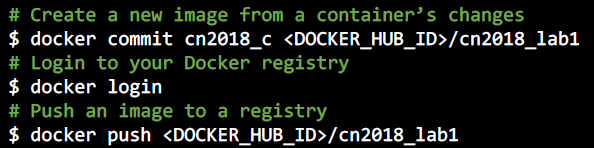 # Create a new image from a container’s changes
$ docker commit cn2018_c <DOCKER_HUB_ID>/cn2018_lab1
# Login to your Docker registry
$ docker login
# Push an image to a registry
$ docker push <DOCKER_HUB_ID>/cn2018_lab1